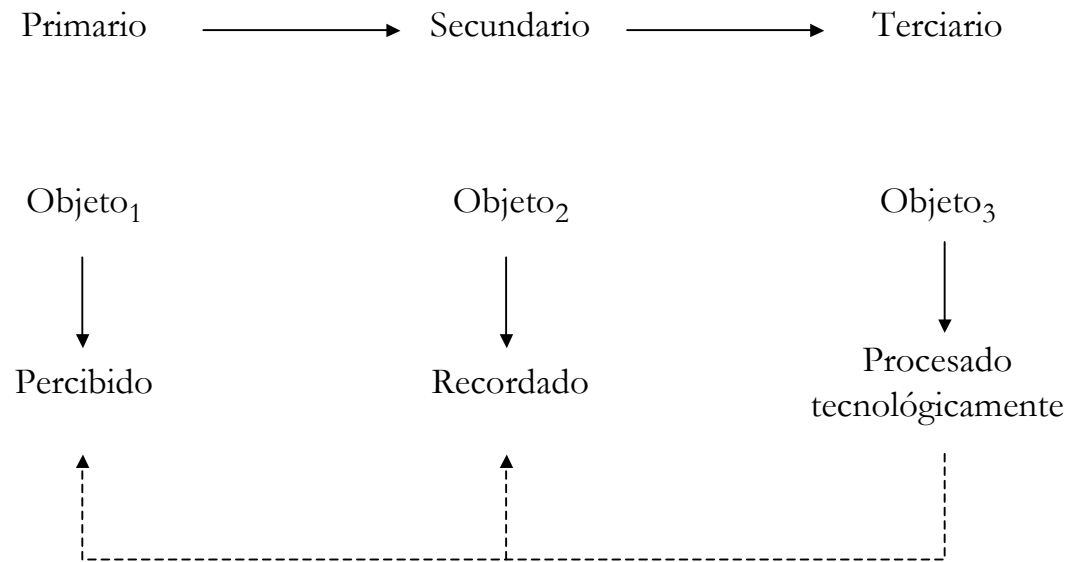 Primario Secundario Terciario
Objeto₁ Objeto₂ Objeto₃
Percibido Recordado Procesado
tecnológicamente